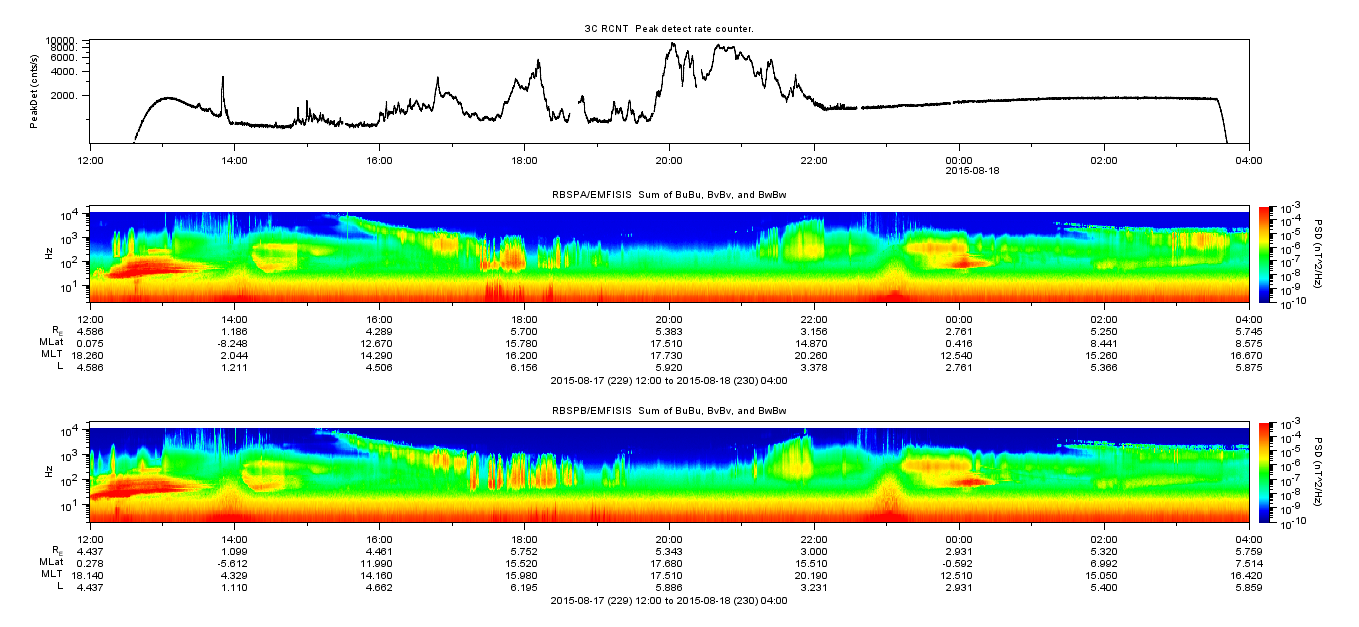 3C RCNT Peak detect rate counter.
PeakDet (cnts/s)
10000.
8000.
6000.
4000.
2000.
12:00 14:00 16:00 18:00 20:00 22:00 00:00 02:00 04:00
2015-08-18
RBSPA/EMFISIS Sum of BuBu, BvBv, and BwBw
Hz
10^4
10^3
10^2
10^1
10^-3
10^-4
10^-5
10^-6
10^-7
10^-8
10^-9
10^-10
PSD (nT^2/Hz)
12:00 14:00 16:00 18:00 20:00 22:00 00:00 02:00 04:00
R_E 4.586 1.186 4.289 5.700 5.383 3.156 2.761 5.250 5.745
MLat 0.075 -8.248 12.670 15.780 17.510 14.870 0.416 8.441 8.575
MLT 18.260 2.044 14.290 16.200 17.730 20.260 12.540 15.260 16.670
L 4.586 1.211 4.506 6.156 5.920 3.378 2.761 5.366 5.875
2015-08-17 (229) 12:00 to 2015-08-18 (230) 04:00
RBSPB/EMFISIS Sum of BuBu, BvBv, and BwBw
Hz
10^4
10^3
10^2
10^1
10^-3
10^-4
10^-5
10^-6
10^-7
10^-8
10^-9
10^-10
PSD (nT^2/Hz)
12:00 14:00 16:00 18:00 20:00 22:00 00:00 02:00 04:00
R_E 4.437 1.099 4.461 5.752 5.343 3.000 2.931 5.320 5.759
MLat 0.278 -5.612 11.990 15.520 17.680 15.510 -0.592 6.992 7.514
MLT 18.140 4.329 14.160 15.980 17.510 20.190 12.510 15.050 16.420
L 4.437 1.110 4.662 6.195 5.886 3.231 2.931 5.400 5.859
2015-08-17 (229) 12:00 to 2015-08-18 (230) 04:00